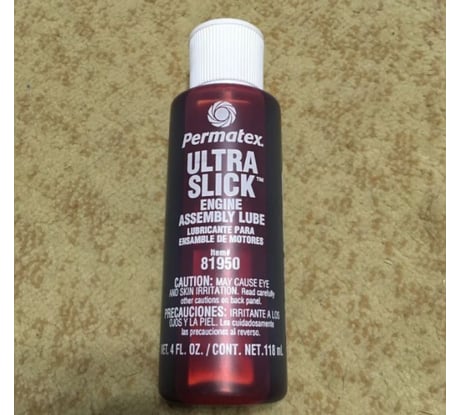 Permatex.
ULTRA
SLICK™
ENGINE
ASSEMBLY LUBE
LUBRICANTE PARA
ENSAMBLE DE MOTORES
Item#
81950
CAUTION: MAY CAUSE EYE
AND SKIN IRRITATION. Read carefully
other cautions on back panel.
PRECAUCIONES: IRRITANTE A LOS
OJOS Y LA PIEL. Lea cuidadosamente
las precauciones al reverso.
NET. 4 FL. OZ. / CONT. NET. 118 mL